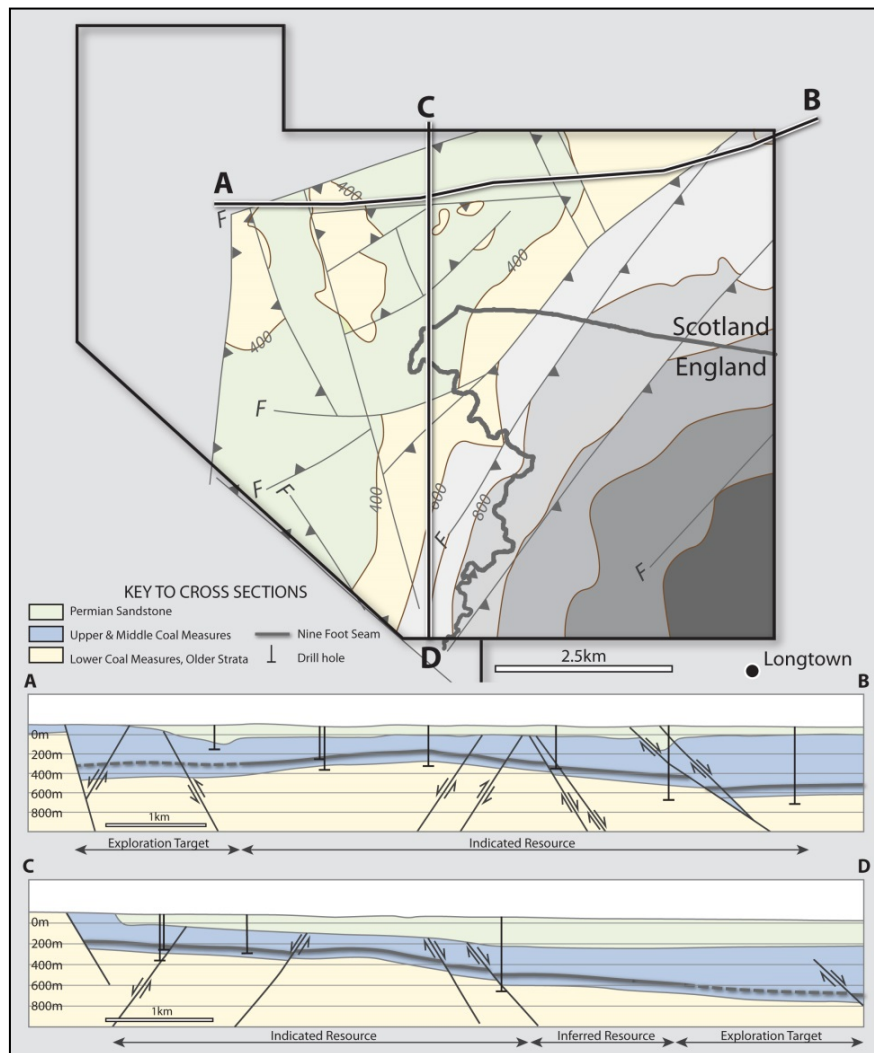 C
B
A
400
F
400
400
Scotland
England
400
F
F
F
400
600
800
F
F
KEY TO CROSS SECTIONS
Permian Sandstone
Upper & Middle Coal Measures
Nine Foot Seam
Lower Coal Measures, Older Strata
Drill hole
D
2.5km
Longtown
A
B
0m
200m
400m
600m
800m
1km
Exploration Target
Indicated Resource
C
D
0m
200m
400m
600m
800m
1km
Indicated Resource
Inferred Resource
Exploration Target